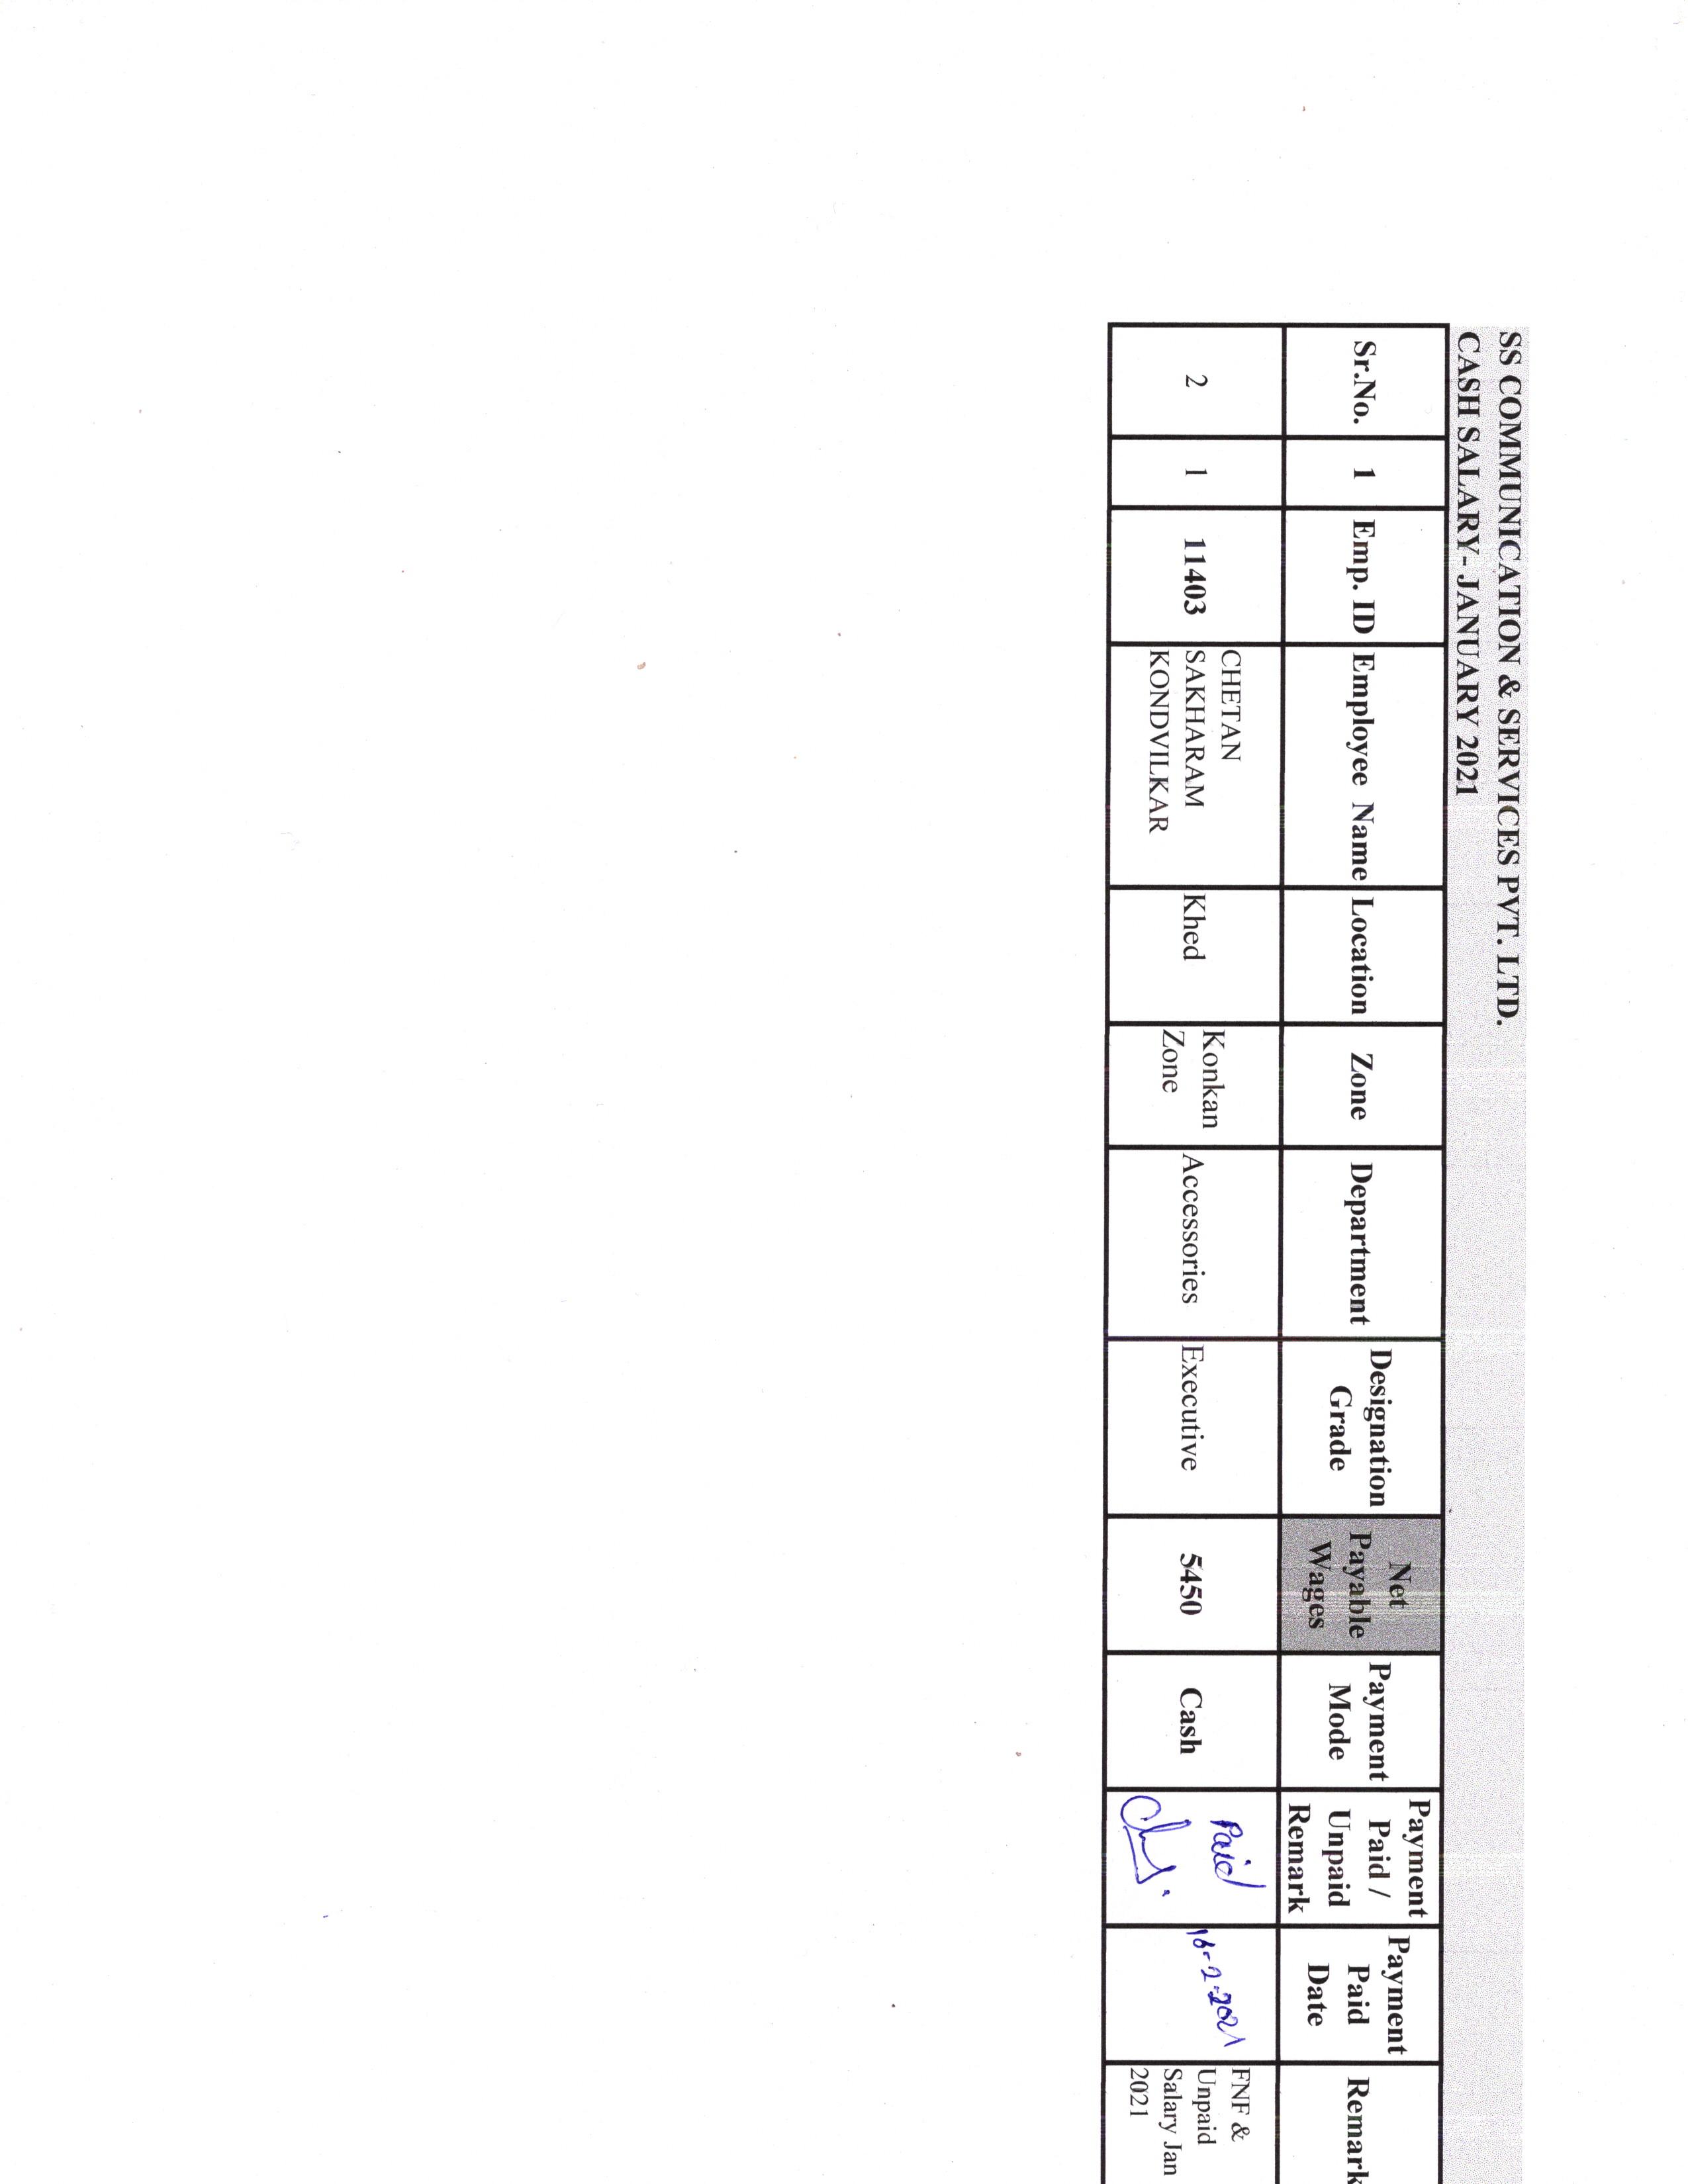 SS COMMUNICATION & SERVICES PVT. LTD.
CASH SALARY- JANUARY 2021
Sr.No. 1 Emp. ID Employee Name Location Zone Department Designation Grade Net Payable Wages Payment Mode Payment Paid / Unpaid Remark Payment Paid Date Remark
2 1 11403 CHETAN SAKHARAM KONDVILKAR Khed Konkan Zone Accessories Executive 5450 Cash Paid 16-2-2021 FNF & Unpaid Salary Jan 2021